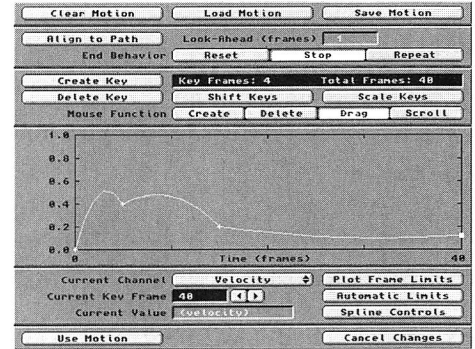 Clear Motion Load Motion Save Motion
Align to Path Look-Ahead (frames) 1
End Behavior Reset Stop Repeat
Create Key Key Frames: 4 Total Frames: 40
Delete Key Shift Keys Scale Keys
Mouse Function Create Delete Drag Scroll
1.0
0.8
0.6
0.4
0.2
0.0
0 Time (frames) 40
Current Channel Velocity Plot Frame Limits
Current Key Frame 40 Automatic Limits
Current Value (velocity) Spline Controls
Use Motion Cancel Changes